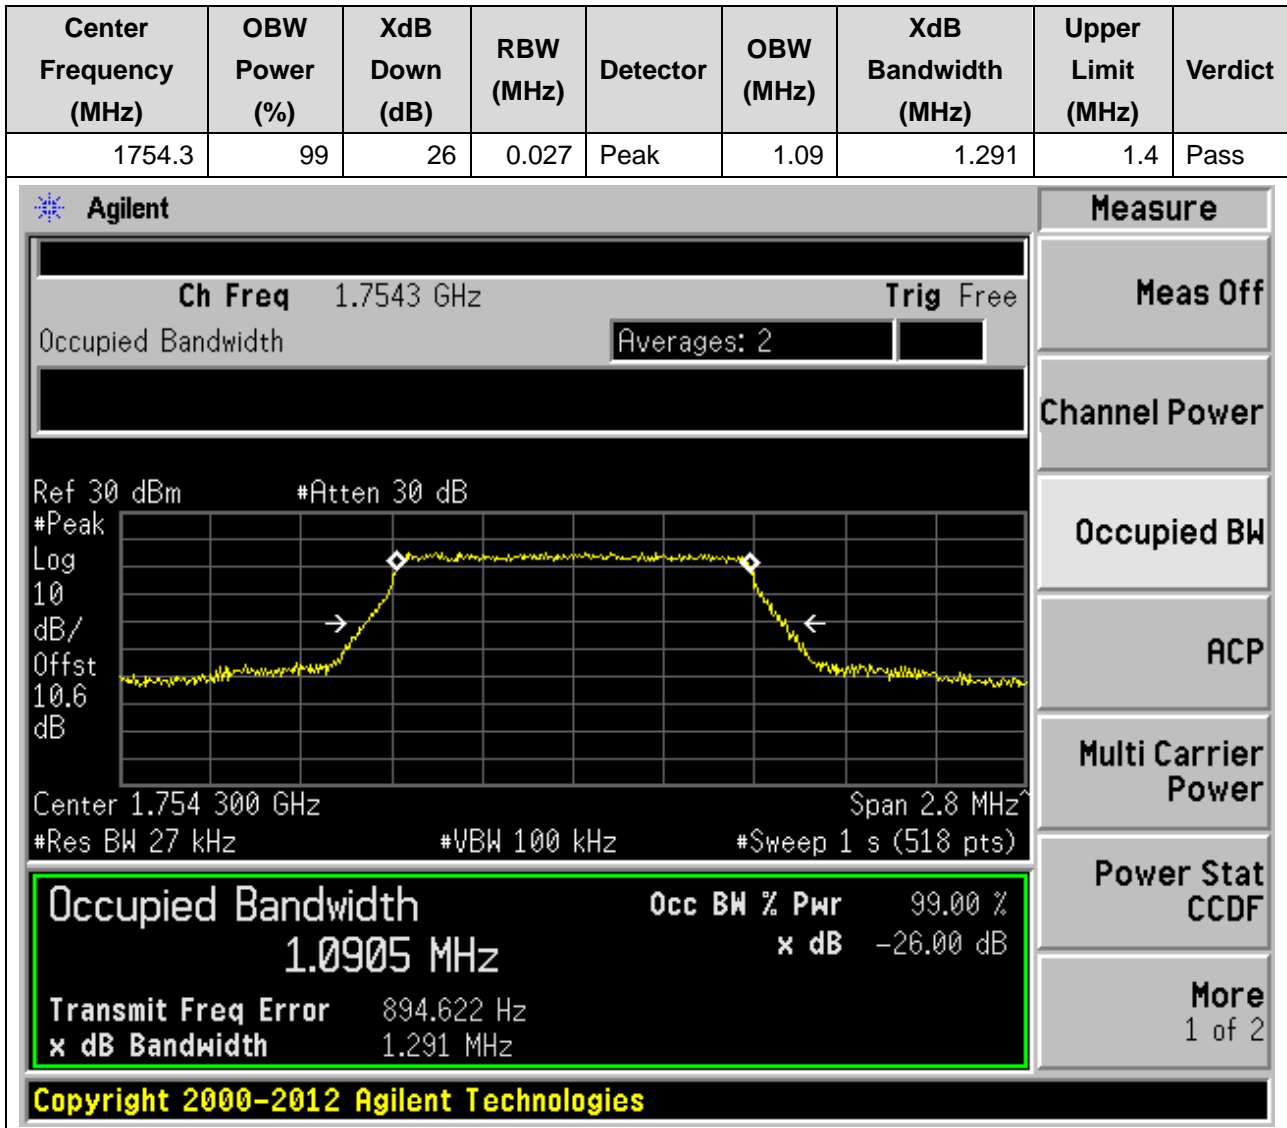 Center Frequency (MHz) OBW Power (%) XdB Down (dB) RBW (MHz) Detector OBW (MHz) XdB Bandwidth (MHz) Upper Limit (MHz) Verdict
1754.3 99 26 0.027 Peak 1.09 1.291 1.4 Pass
Agilent
Measure
Ch Freq 1.7543 GHz Trig Free
Occupied Bandwidth Averages: 2
Meas Off
Channel Power
Occupied BW
ACP
Multi Carrier
Power
Power Stat
CCDF
More
1 of 2
Ref 30 dBm #Atten 30 dB
#Peak
Log
10
dB/
Offst
10.6
dB
Center 1.754 300 GHz Span 2.8 MHz^
#Res BW 27 kHz #VBW 100 kHz #Sweep 1 s (518 pts)
Occupied Bandwidth Occ BW % Pwr 99.00 %
1.0905 MHz x dB -26.00 dB
Transmit Freq Error 894.622 Hz
x dB Bandwidth 1.291 MHz
Copyright 2000-2012 Agilent Technologies